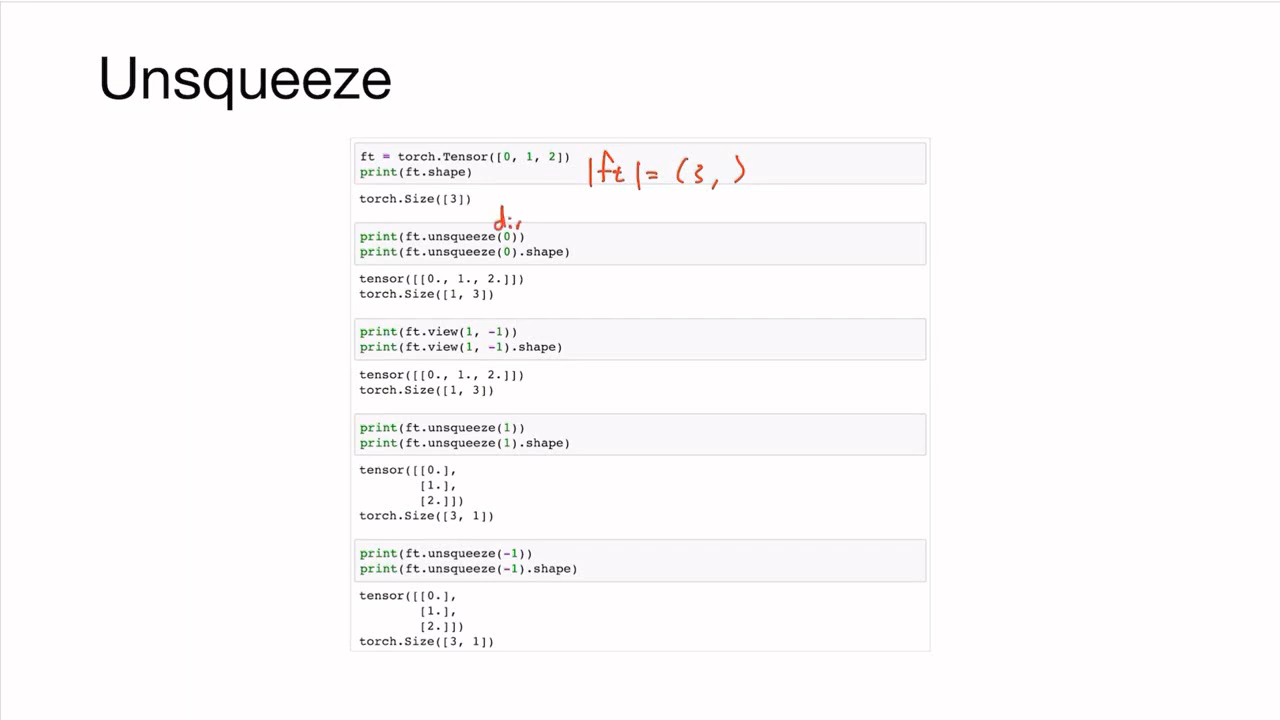 Unsqueeze
ft = torch.Tensor([0, 1, 2])
print(ft.shape)
|ft| = (3, )
torch.Size([3])
print(ft.unsqueeze(0))
print(ft.unsqueeze(0).shape)
tensor([[0., 1., 2.]])
torch.Size([1, 3])
print(ft.view(1, -1))
print(ft.view(1, -1).shape)
tensor([[0., 1., 2.]])
torch.Size([1, 3])
print(ft.unsqueeze(1))
print(ft.unsqueeze(1).shape)
tensor([[0.],
[1.],
[2.]])
torch.Size([3, 1])
print(ft.unsqueeze(-1))
print(ft.unsqueeze(-1).shape)
tensor([[0.],
[1.],
[2.]])
torch.Size([3, 1])